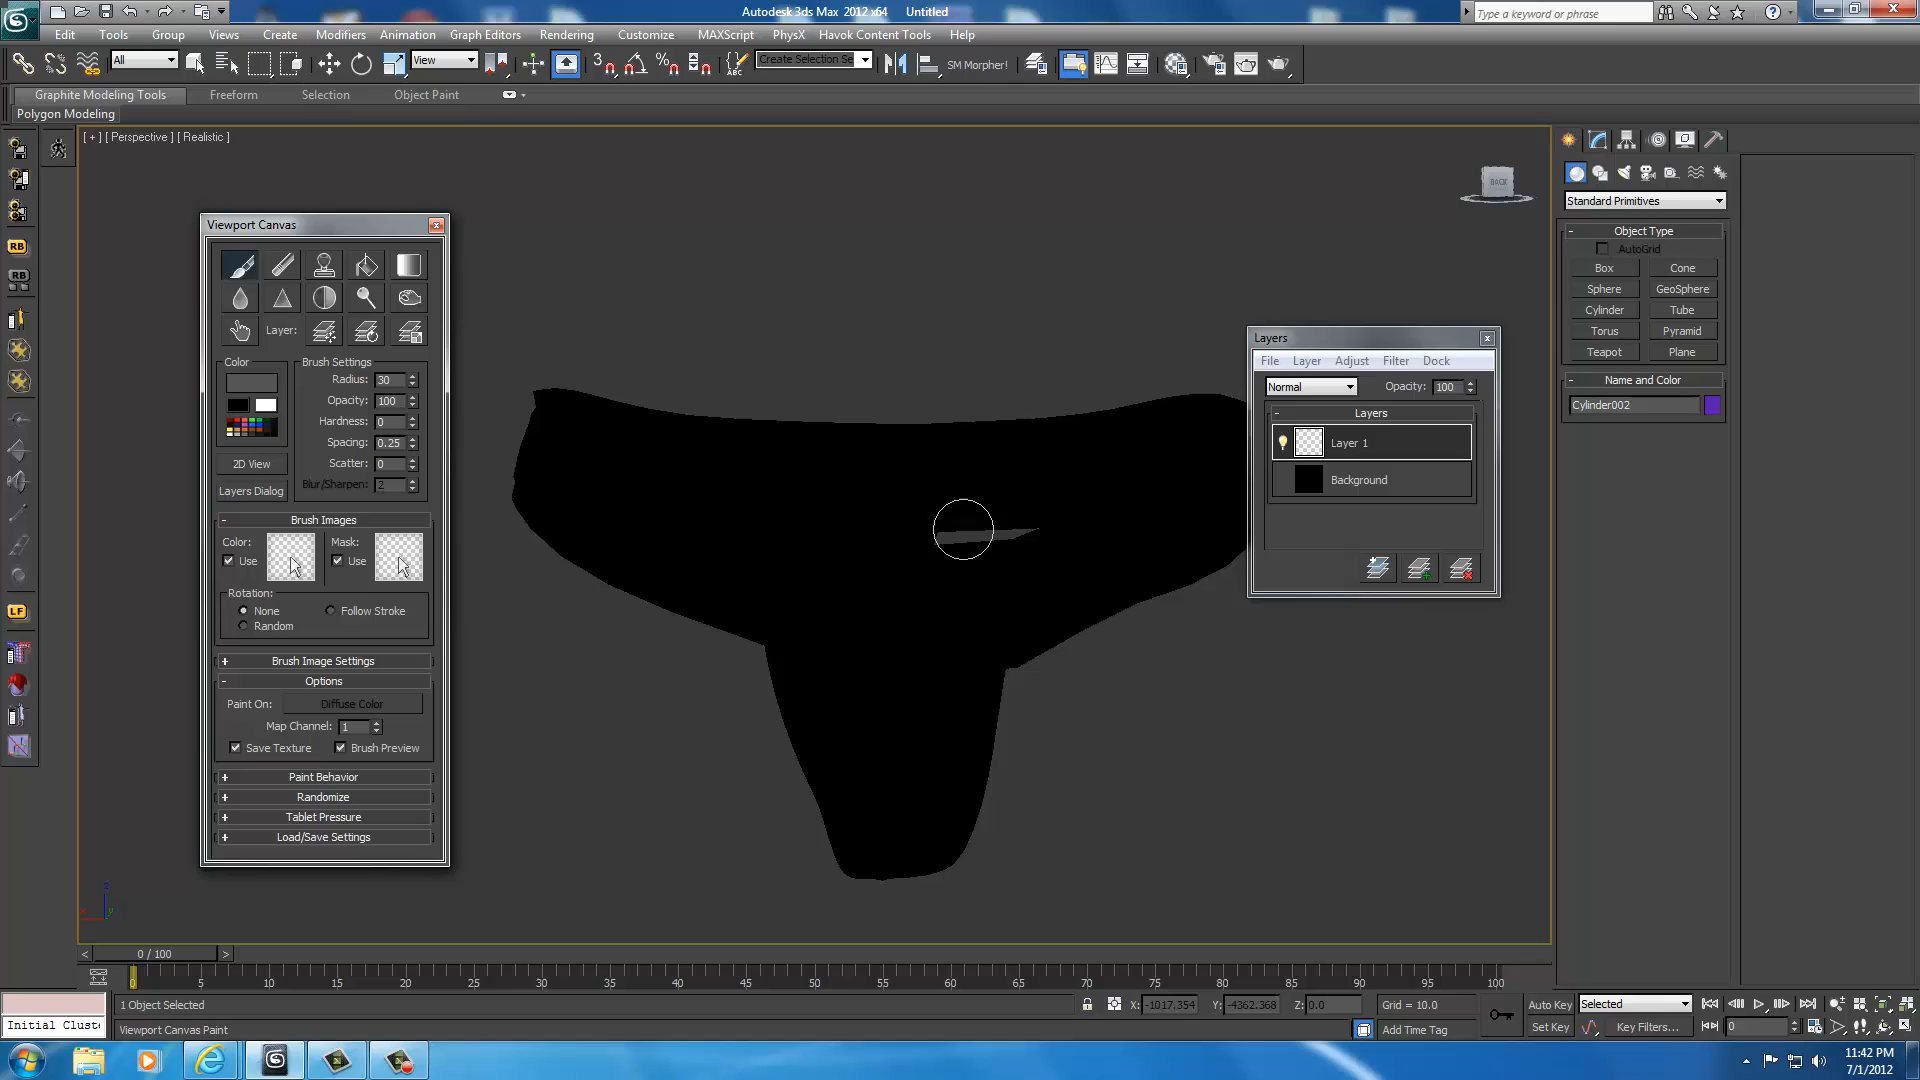 Autodesk 3ds Max 2012 x64 Untitled
Type a keyword or phrase
Edit Tools Group Views Create Modifiers Animation Graph Editors Rendering Customize MAXScript PhysX Havok Content Tools Help
All View Create Selection Se SM Morpher!
Graphite Modeling Tools Freeform Selection Object Paint
Polygon Modeling
[ + ] [ Perspective ] [ Realistic ]
BACK
Standard Primitives
Object Type
AutoGrid
Box Cone
Sphere GeoSphere
Cylinder Tube
Torus Pyramid
Teapot Plane
Name and Color
Cylinder002
RB
RB
LF
Viewport Canvas
Layer:
Color
2D View
Layers Dialog
Brush Settings
Radius: 30
Opacity: 100
Hardness: 0
Spacing: 0.25
Scatter: 0
Blur/Sharpen: 2
Brush Images
Color: Mask:
Use Use
Rotation:
None Follow Stroke
Random
Brush Image Settings
Options
Paint On: Diffuse Color
Map Channel: 1
Save Texture Brush Preview
Paint Behavior
Randomize
Tablet Pressure
Load/Save Settings
Layers
File Layer Adjust Filter Dock
Normal Opacity: 100
Layers
Layer 1
Background
z
x y
< 0 / 100 >
0 5 10 15 20 25 30 35 40 45 50 55 60 65 70 75 80 85 90 95 100
1 Object Selected X: -1017.354 Y: -4362.368 Z: 0.0 Grid = 10.0 Auto Key Selected
Initial Cluste Viewport Canvas Paint Add Time Tag Set Key Key Filters... 0
11:42 PM
7/1/2012